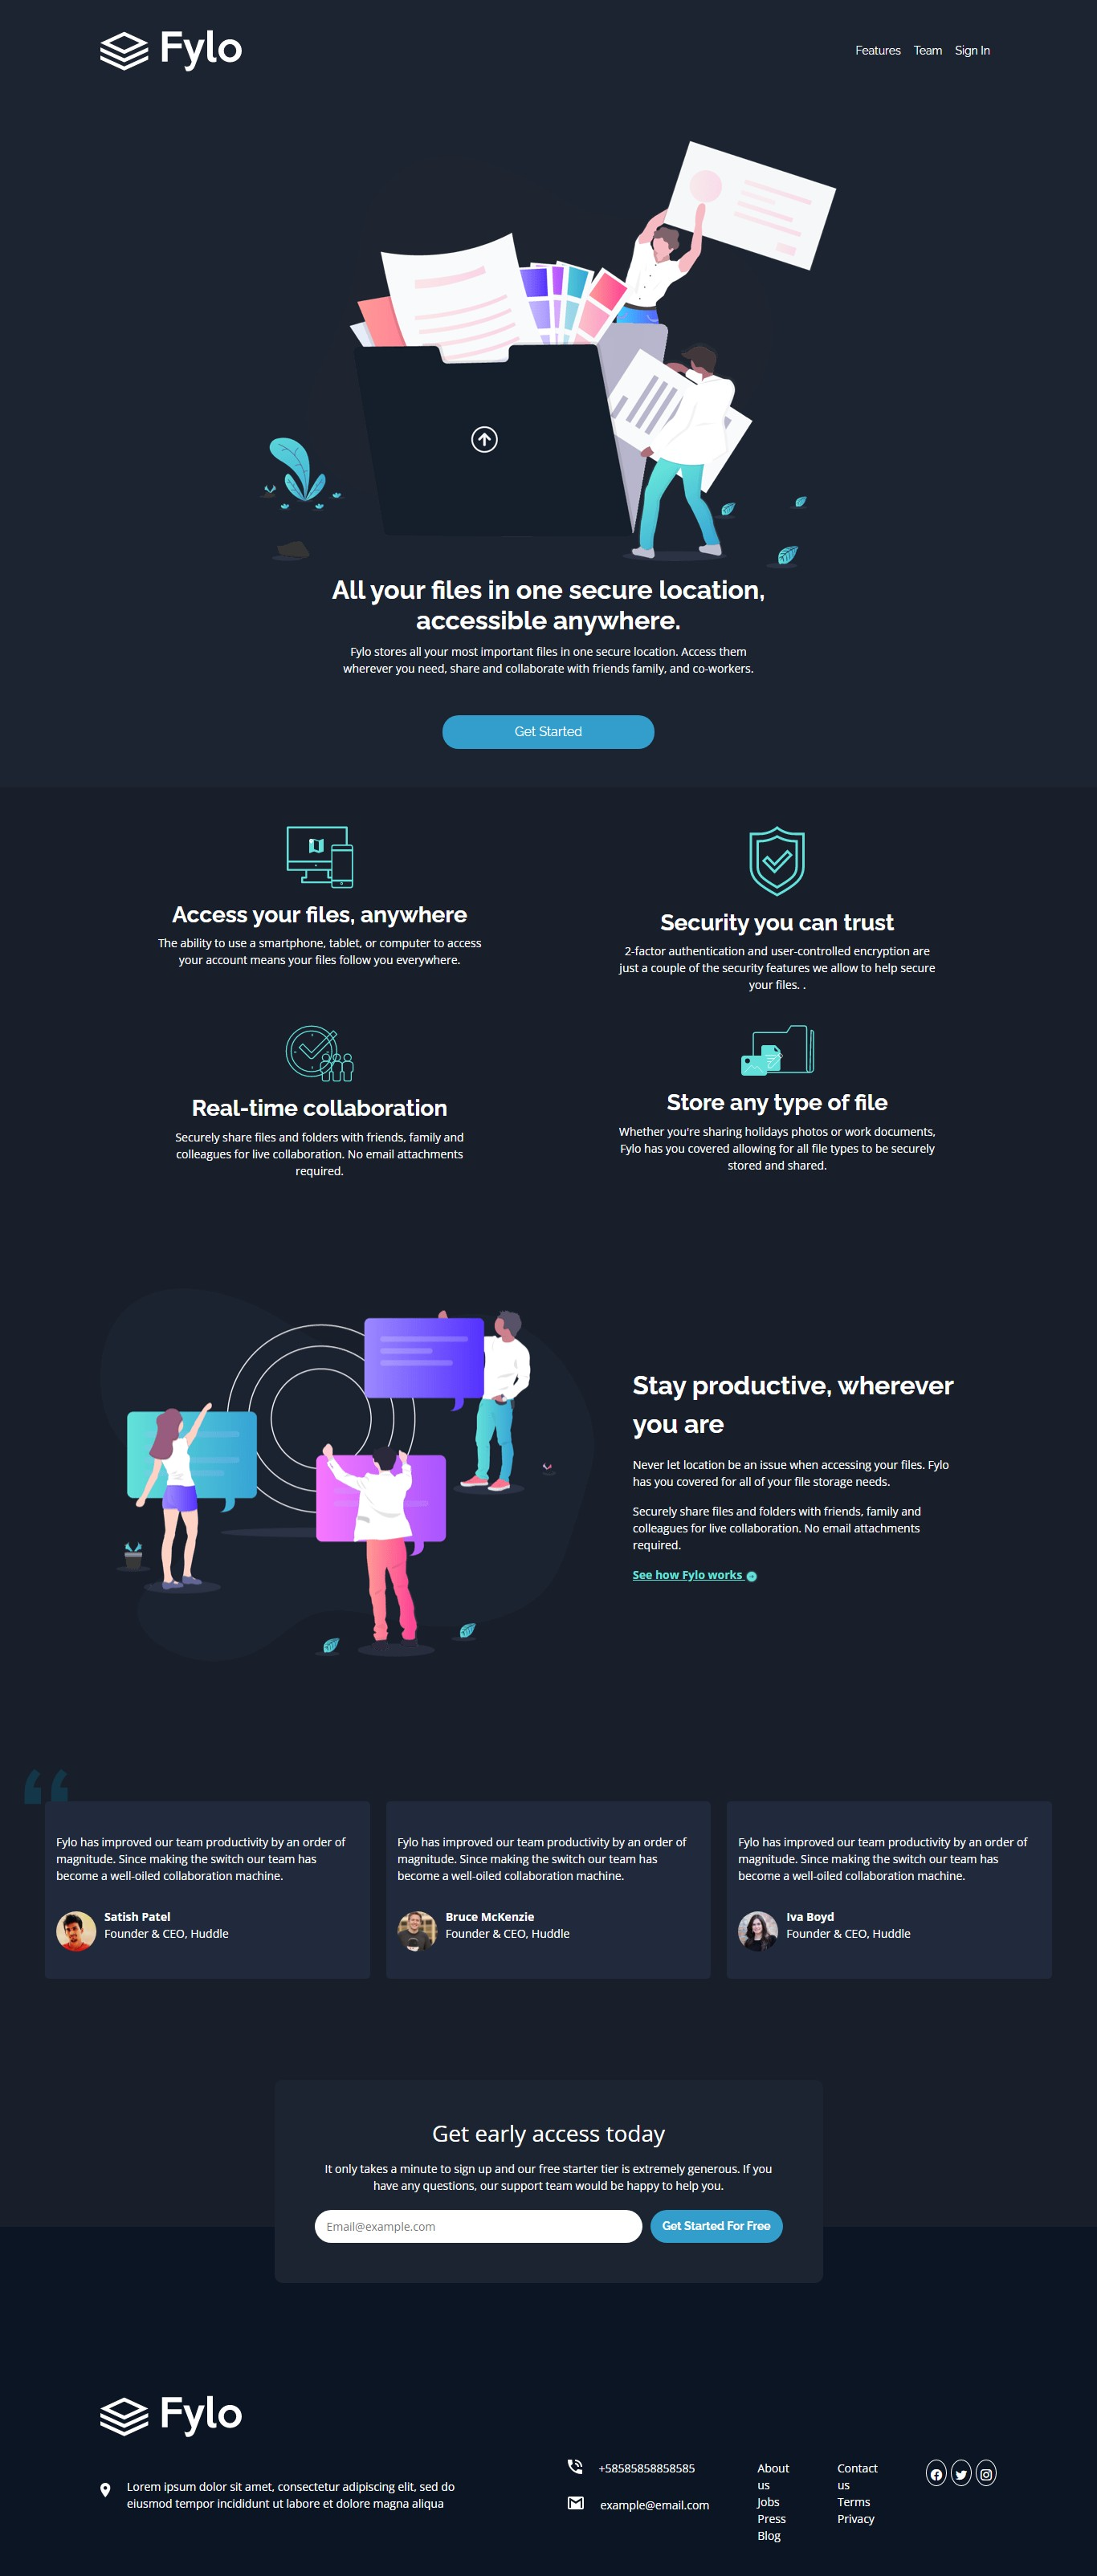 Fylo
Features Team Sign In
All your files in one secure location,
accessible anywhere.
Fylo stores all your most important files in one secure location. Access them
wherever you need, share and collaborate with friends family, and co-workers.
Get Started
Access your files, anywhere
The ability to use a smartphone, tablet, or computer to access
your account means your files follow you everywhere.
Security you can trust
2-factor authentication and user-controlled encryption are
just a couple of the security features we allow to help secure
your files. .
Real-time collaboration
Securely share files and folders with friends, family and
colleagues for live collaboration. No email attachments
required.
Store any type of file
Whether you're sharing holidays photos or work documents,
Fylo has you covered allowing for all file types to be securely
stored and shared.
Stay productive, wherever
you are
Never let location be an issue when accessing your files. Fylo
has you covered for all of your file storage needs.
Securely share files and folders with friends, family and
colleagues for live collaboration. No email attachments
required.
See how Fylo works
“
Fylo has improved our team productivity by an order of
magnitude. Since making the switch our team has
become a well-oiled collaboration machine.
Satish Patel
Founder & CEO, Huddle
Fylo has improved our team productivity by an order of
magnitude. Since making the switch our team has
become a well-oiled collaboration machine.
Bruce McKenzie
Founder & CEO, Huddle
Fylo has improved our team productivity by an order of
magnitude. Since making the switch our team has
become a well-oiled collaboration machine.
Iva Boyd
Founder & CEO, Huddle
Get early access today
It only takes a minute to sign up and our free starter tier is extremely generous. If you
have any questions, our support team would be happy to help you.
Email@example.com
Get Started For Free
Fylo
Lorem ipsum dolor sit amet, consectetur adipiscing elit, sed do
eiusmod tempor incididunt ut labore et dolore magna aliqua
+58585858858585
example@email.com
About
us
Jobs
Press
Blog
Contact
us
Terms
Privacy